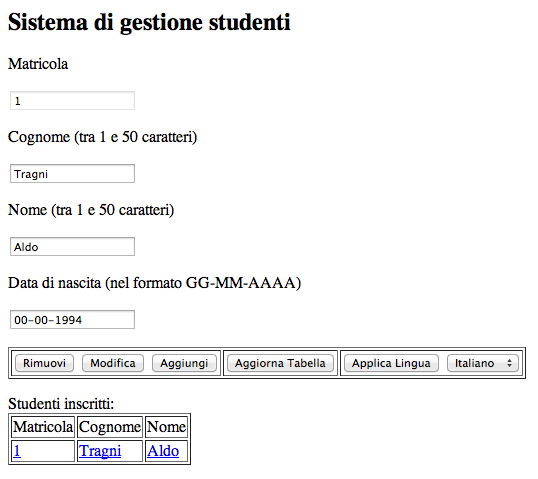 Sistema di gestione studenti
Matricola
1
Cognome (tra 1 e 50 caratteri)
Tragni
Nome (tra 1 e 50 caratteri)
Aldo
Data di nascita (nel formato GG-MM-AAAA)
00-00-1994
Rimuovi Modifica Aggiungi Aggiorna Tabella Applica Lingua Italiano
Studenti inscritti:
Matricola Cognome Nome
1 Tragni Aldo